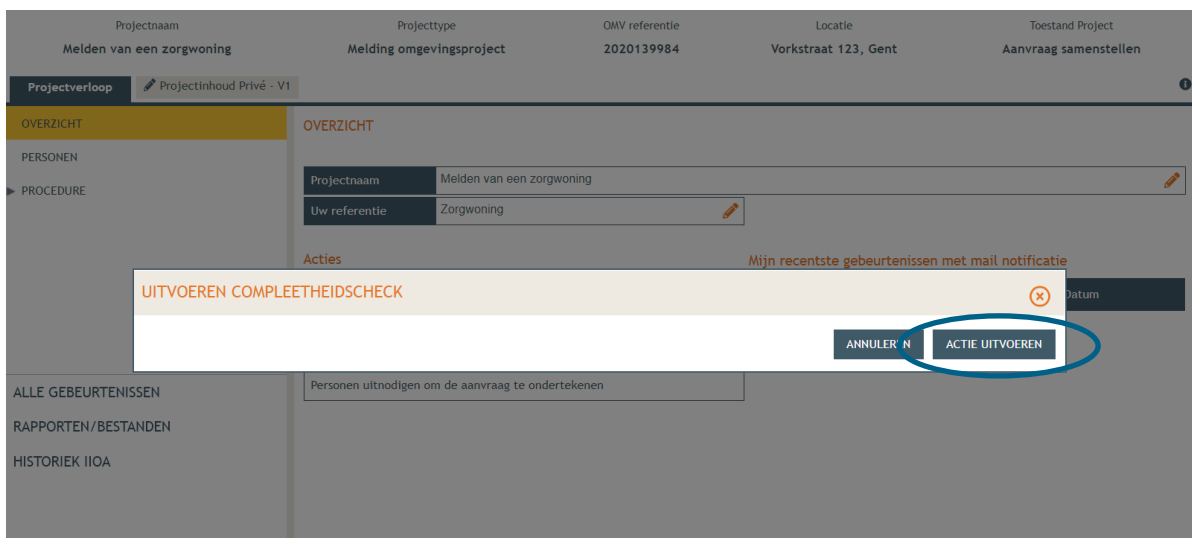 Projectnaam Projecttype OMV referentie Locatie Toestand Project
Melden van een zorgwoning Melding omgevingsproject 2020139984 Vorkstraat 123, Gent Aanvraag samenstellen
Projectverloop Projectinhoud Privé - V1
OVERZICHT
PERSONEN
PROCEDURE
OVERZICHT
Projectnaam Melden van een zorgwoning
Uw referentie Zorgwoning
Acties Mijn recentste gebeurtenissen met mail notificatie
Datum
UITVOEREN COMPLEETHEIDSCHECK
ANNULEREN ACTIE UITVOEREN
Personen uitnodigen om de aanvraag te ondertekenen
ALLE GEBEURTENISSEN
RAPPORTEN/BESTANDEN
HISTORIEK IIOA